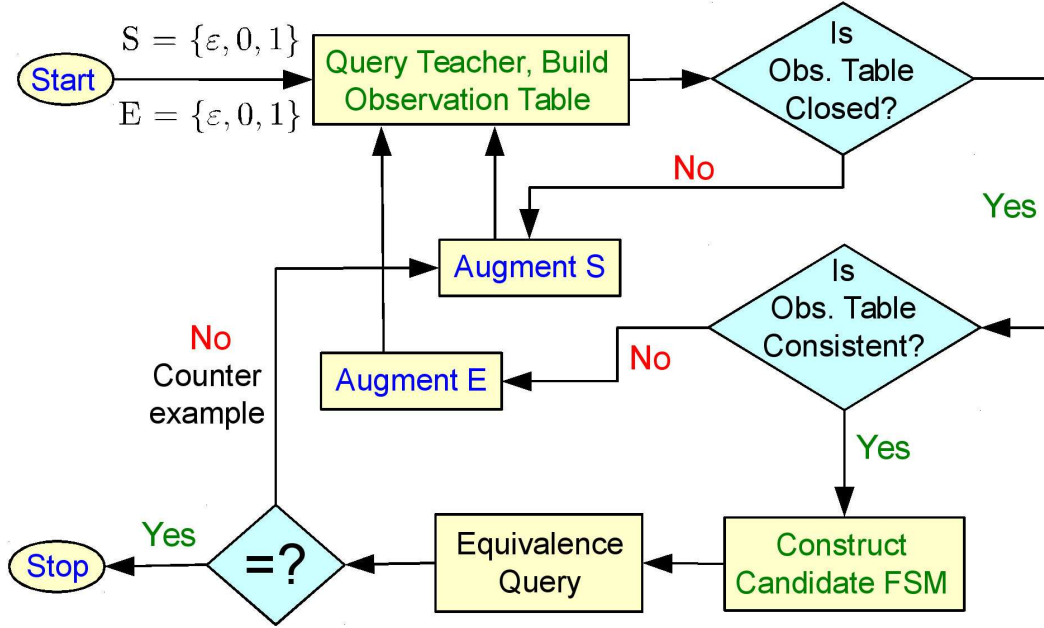 S = {ε, 0, 1}
Start
E = {ε, 0, 1}
Query Teacher, Build
Observation Table
Is
Obs. Table
Closed?
No
Yes
Augment S
Is
Obs. Table
Consistent?
No
Augment E
No
Counter
example
Yes
Construct
Candidate FSM
Equivalence
Query
=?
Yes
Stop